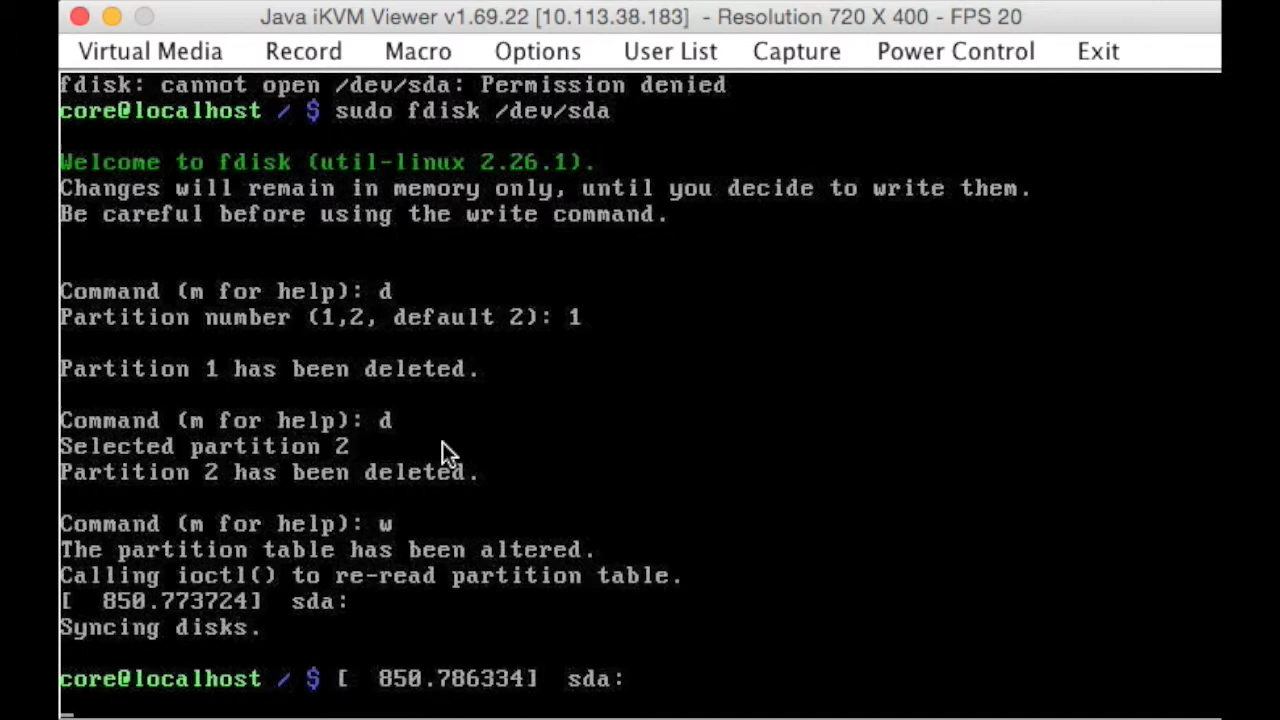 Java iKVM Viewer v1.69.22 [10.113.38.183] - Resolution 720 X 400 - FPS 20
Virtual Media Record Macro Options User List Capture Power Control Exit
fdisk: cannot open /dev/sda: Permission denied
core@localhost / $ sudo fdisk /dev/sda
Welcome to fdisk (util-linux 2.26.1).
Changes will remain in memory only, until you decide to write them.
Be careful before using the write command.
Command (m for help): d
Partition number (1,2, default 2): 1
Partition 1 has been deleted.
Command (m for help): d
Selected partition 2
Partition 2 has been deleted.
Command (m for help): w
The partition table has been altered.
Calling ioctl() to re-read partition table.
[  850.773724]  sda:
Syncing disks.
core@localhost / $ [  850.786334]  sda: